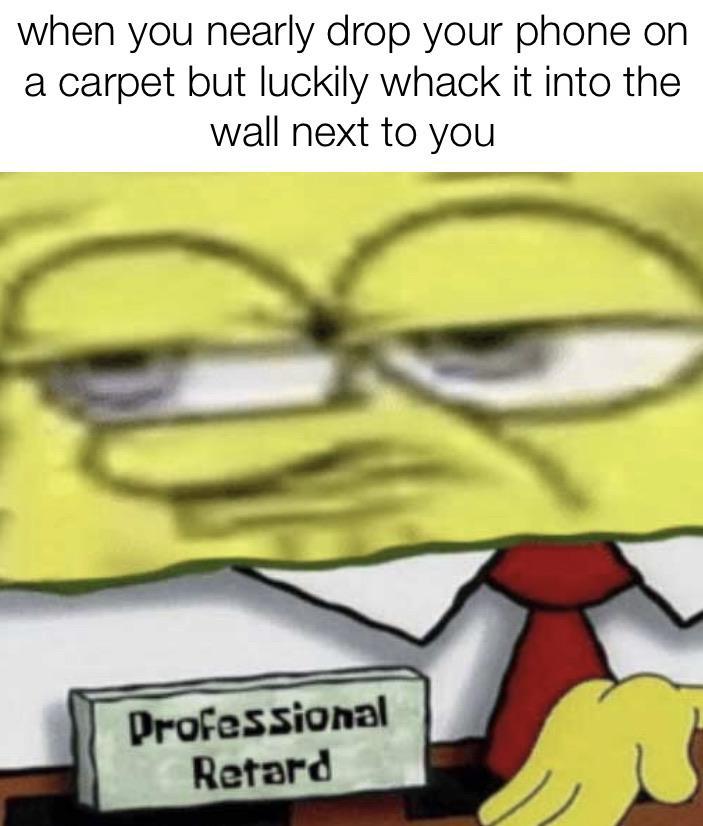 when you nearly drop your phone on
a carpet but luckily whack it into the
wall next to you
Professional
Retard